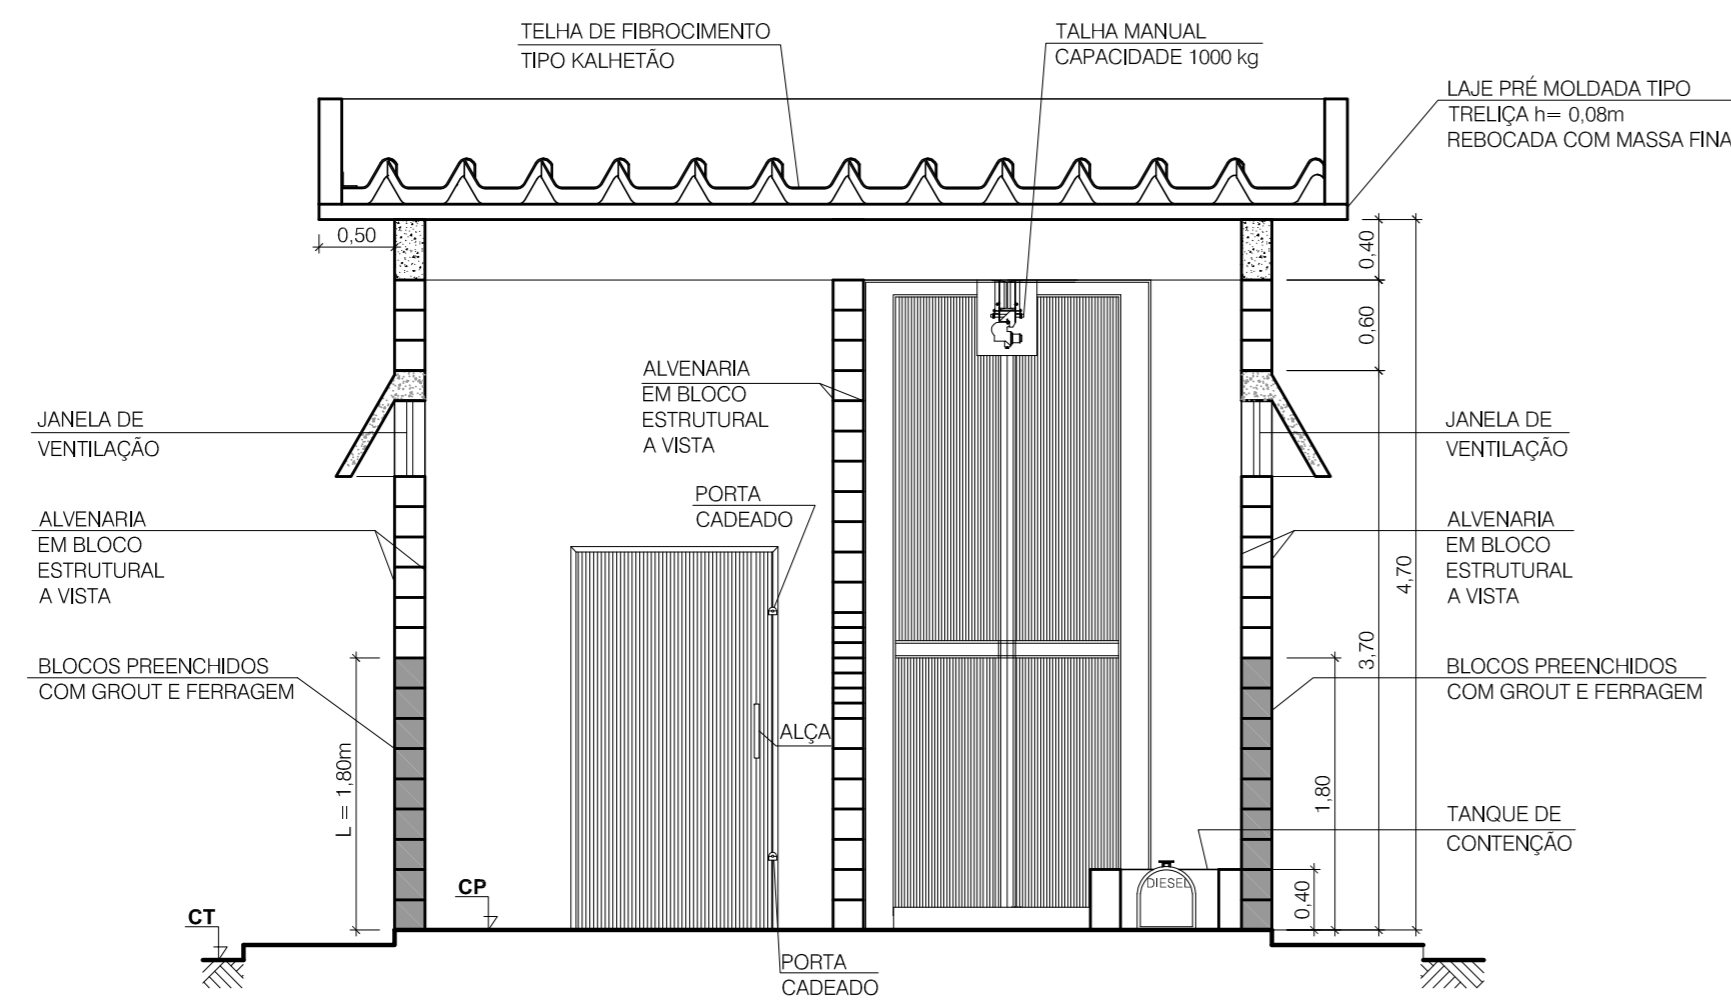 TELHA DE FIBROCIMENTO
TIPO KALHETÃO
TALHA MANUAL
CAPACIDADE 1000 kg
LAJE PRÉ MOLDADA TIPO
TRELIÇA h= 0,08m
REBOCADA COM MASSA FINA
0,50
0,40
0,60
ALVENARIA
EM BLOCO
ESTRUTURAL
A VISTA
JANELA DE
VENTILAÇÃO
JANELA DE
VENTILAÇÃO
PORTA
CADEADO
ALVENARIA
EM BLOCO
ESTRUTURAL
A VISTA
ALVENARIA
EM BLOCO
ESTRUTURAL
A VISTA
4,70
3,70
BLOCOS PREENCHIDOS
COM GROUT E FERRAGEM
BLOCOS PREENCHIDOS
COM GROUT E FERRAGEM
ALÇA
L = 1,80m
1,80
TANQUE DE
CONTENÇÃO
DIESEL
0,40
CP
CT
PORTA
CADEADO